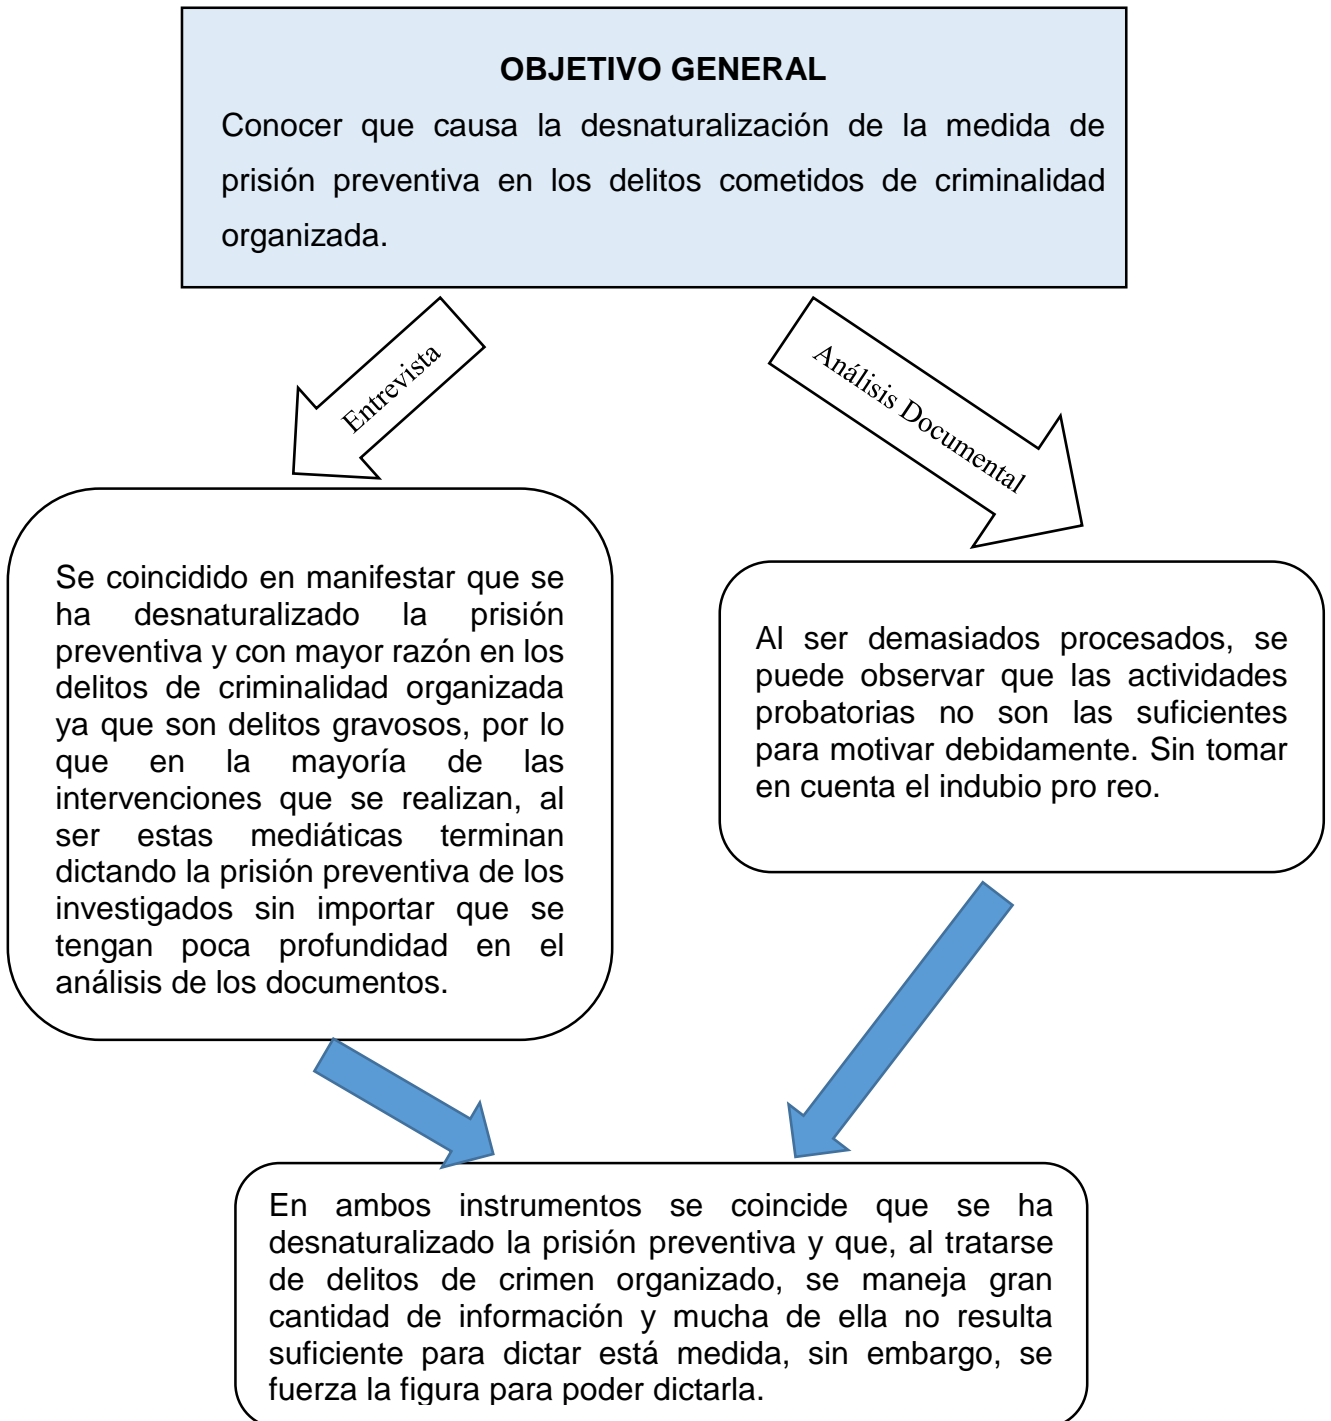 OBJETIVO GENERAL
Conocer que causa la desnaturalización de la medida de
prisión preventiva en los delitos cometidos de criminalidad
organizada.
Entrevista
Análisis Documental
Se coincidido en manifestar que se
ha desnaturalizado la prisión
preventiva y con mayor razón en los
delitos de criminalidad organizada
ya que son delitos gravosos, por lo
que en la mayoría de las
intervenciones que se realizan, al
ser estas mediáticas terminan
dictando la prisión preventiva de los
investigados sin importar que se
tengan poca profundidad en el
análisis de los documentos.
Al ser demasiados procesados, se
puede observar que las actividades
probatorias no son las suficientes
para motivar debidamente. Sin tomar
en cuenta el indubio pro reo.
En ambos instrumentos se coincide que se ha
desnaturalizado la prisión preventiva y que, al tratarse
de delitos de crimen organizado, se maneja gran
cantidad de información y mucha de ella no resulta
suficiente para dictar está medida, sin embargo, se
fuerza la figura para poder dictarla.